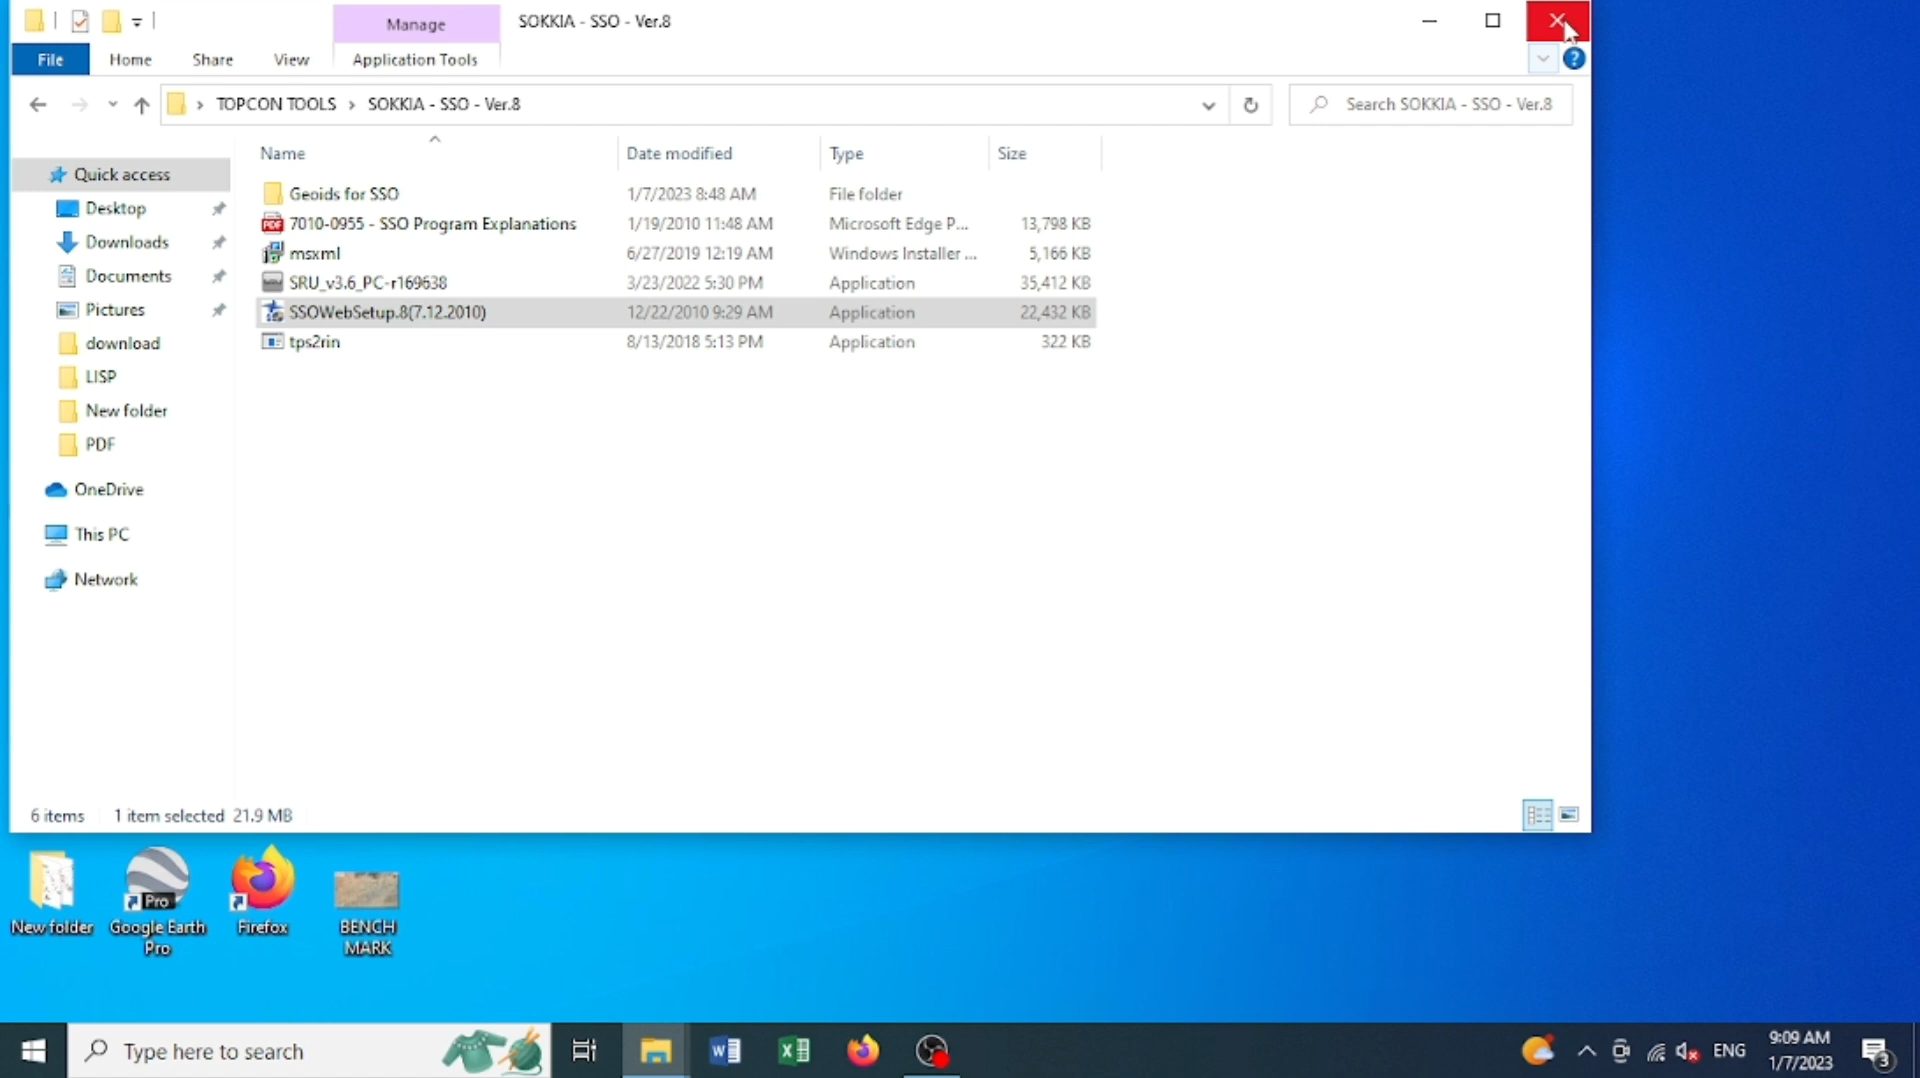 Manage
SOKKIA - SSO - Ver.8
File
Home
Share
View
Application Tools
?
TOPCON TOOLS > SOKKIA - SSO - Ver.8
Search SOKKIA - SSO - Ver.8
Name
Date modified
Type
Size
Quick access
Desktop
Downloads
Documents
Pictures
download
LISP
New folder
PDF
OneDrive
This PC
Network
Geoids for SSO 1/7/2023 8:48 AM File folder
7010-0955 - SSO Program Explanations 1/19/2010 11:48 AM Microsoft Edge P... 13,798 KB
msxml 6/27/2019 12:19 AM Windows Installer ... 5,166 KB
SRU_v3.6_PC-r169638 3/23/2022 5:30 PM Application 35,412 KB
SSOWebSetup.8(7.12.2010) 12/22/2010 9:29 AM Application 22,432 KB
tps2rin 8/13/2018 5:13 PM Application 322 KB
6 items
1 item selected 21.9 MB
New folder
Pro
Google Earth
Pro
Firefox
BENCH
MARK
Type here to search
ENG
9:09 AM
1/7/2023
3